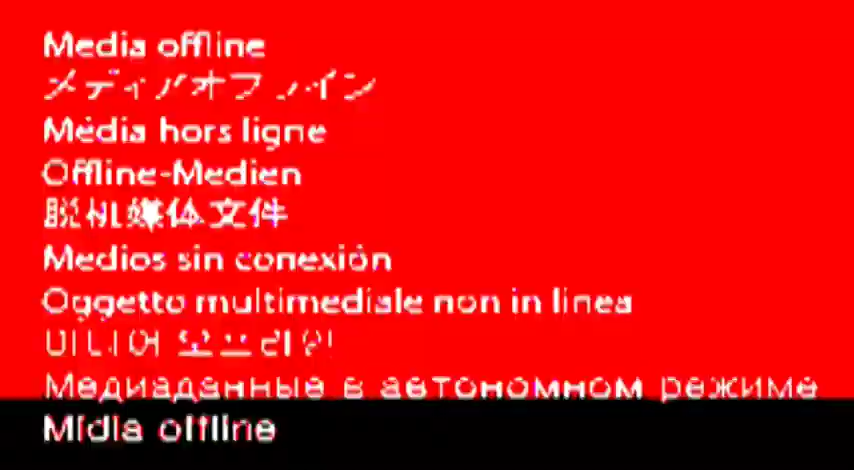 Media offline
メディアオフライン
Média hors ligne
Offline-Medien
脱机媒体文件
Medios sin conexión
Oggetto multimediale non in linea
미디어 오프라인
Медиаданные в автономном режиме
Mídia offline